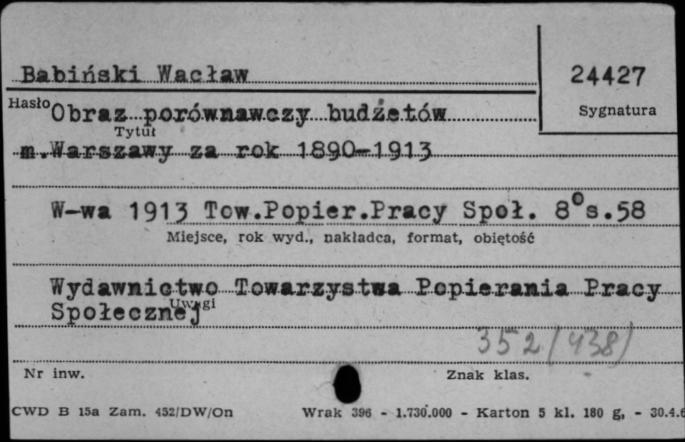 Babiński Wacław
24427
Hasło
Sygnatura
Obraz porównawczy budżetów
Tytuł
m.Warszawy za rok 1890-1913
W-wa 1913 Tow.Popier.Pracy Społ. 8°s.58
Miejsce, rok wyd., nakładca, format, objętość
Wydawnictwo Towarzystwa Popierania Pracy
Uwagi
Społecznej
352/438)
Nr inw.
Znak klas.
CWD B 15a Zam. 452/DW/On Wrak 396 - 1.730.000 - Karton 5 kl. 180 g, - 30.4.6